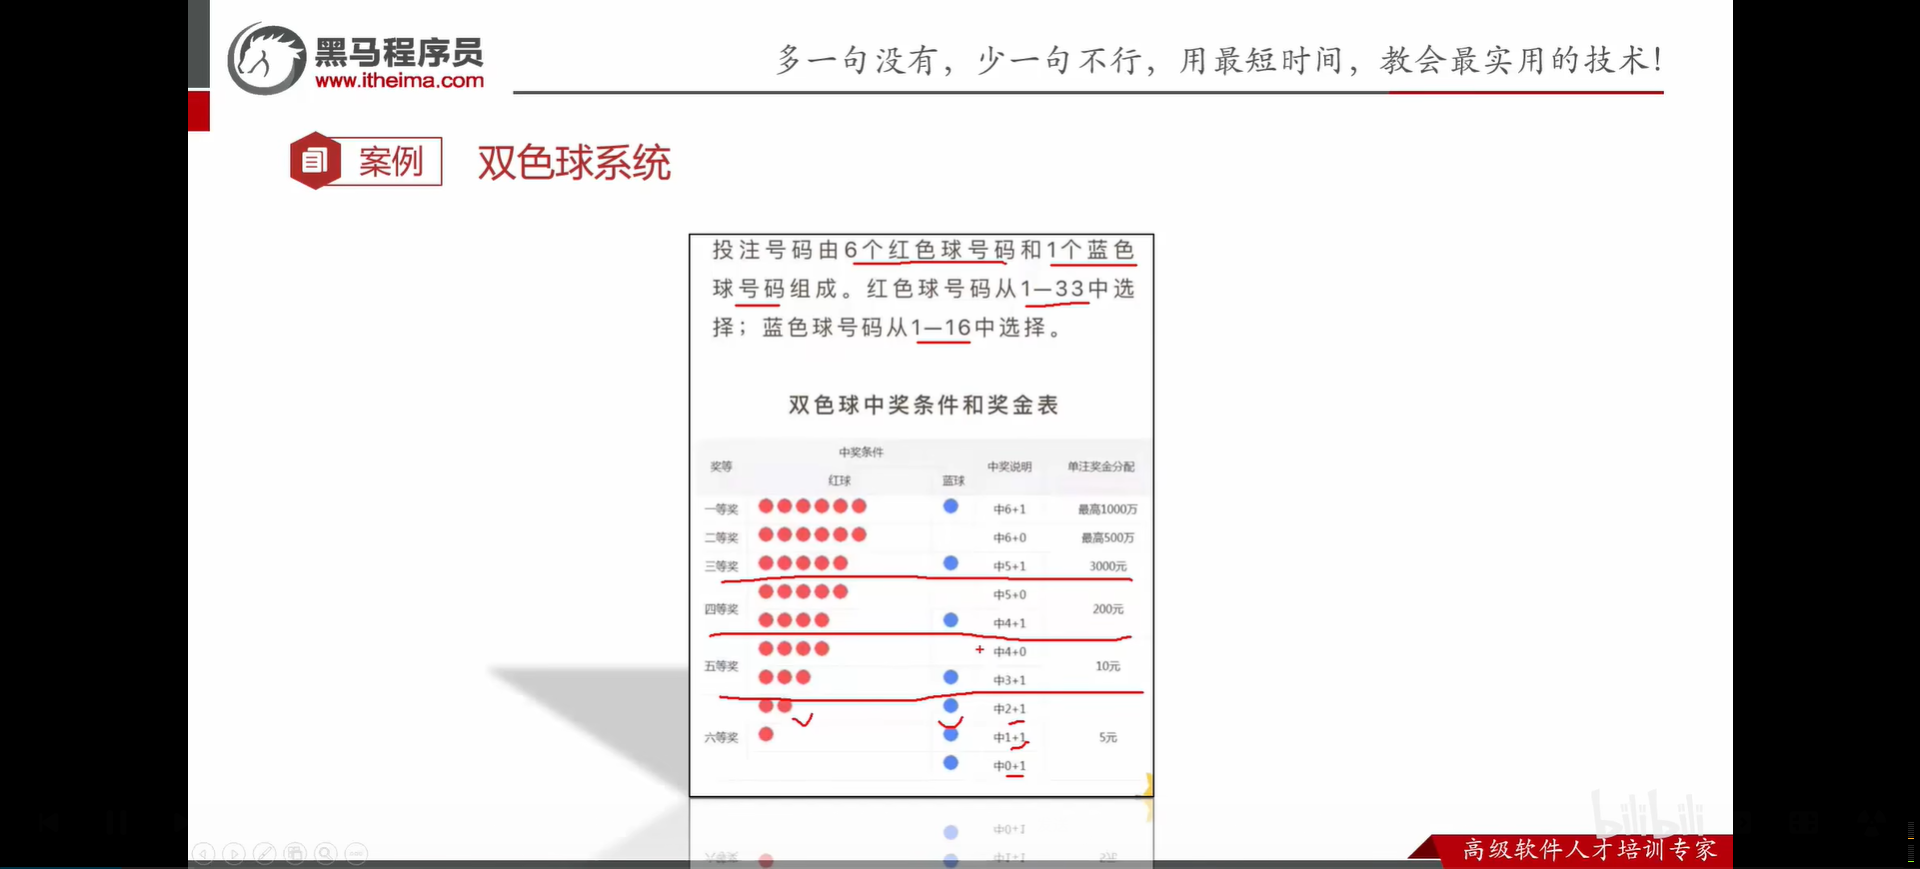 黑马程序员
www.itheima.com
多一句没有，少一句不行，用最短时间，教会最实用的技术！
案例
双色球系统
投注号码由6个红色球号码和1个蓝色
球号码组成。红色球号码从1—33中选
择；蓝色球号码从1—16中选择。
双色球中奖条件和奖金表
奖等 中奖条件 中奖说明 单注奖金分配
红球 蓝球
一等奖 中6+1 最高1000万
二等奖 中6+0 最高500万
三等奖 中5+1 3000元
四等奖 中5+0 200元
中4+1
五等奖 中4+0 10元
中3+1
中2+1
六等奖 中1+1 5元
中0+1
bilibili
高级软件人才培训专家